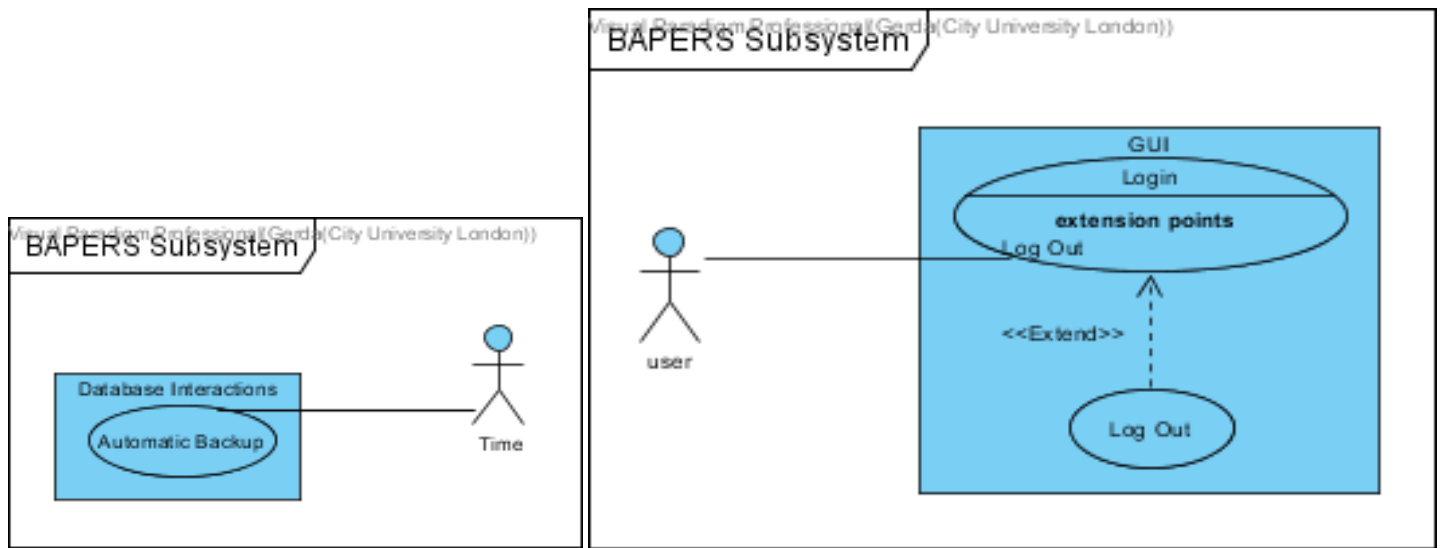 Visual Paradigm Professional(Gerda(City University London))
BAPERS Subsystem
Database Interactions
Automatic Backup
Time
Visual Paradigm Professional(Gerda(City University London))
BAPERS Subsystem
GUI
Login
extension points
Log Out
user
<<Extend>>
Log Out